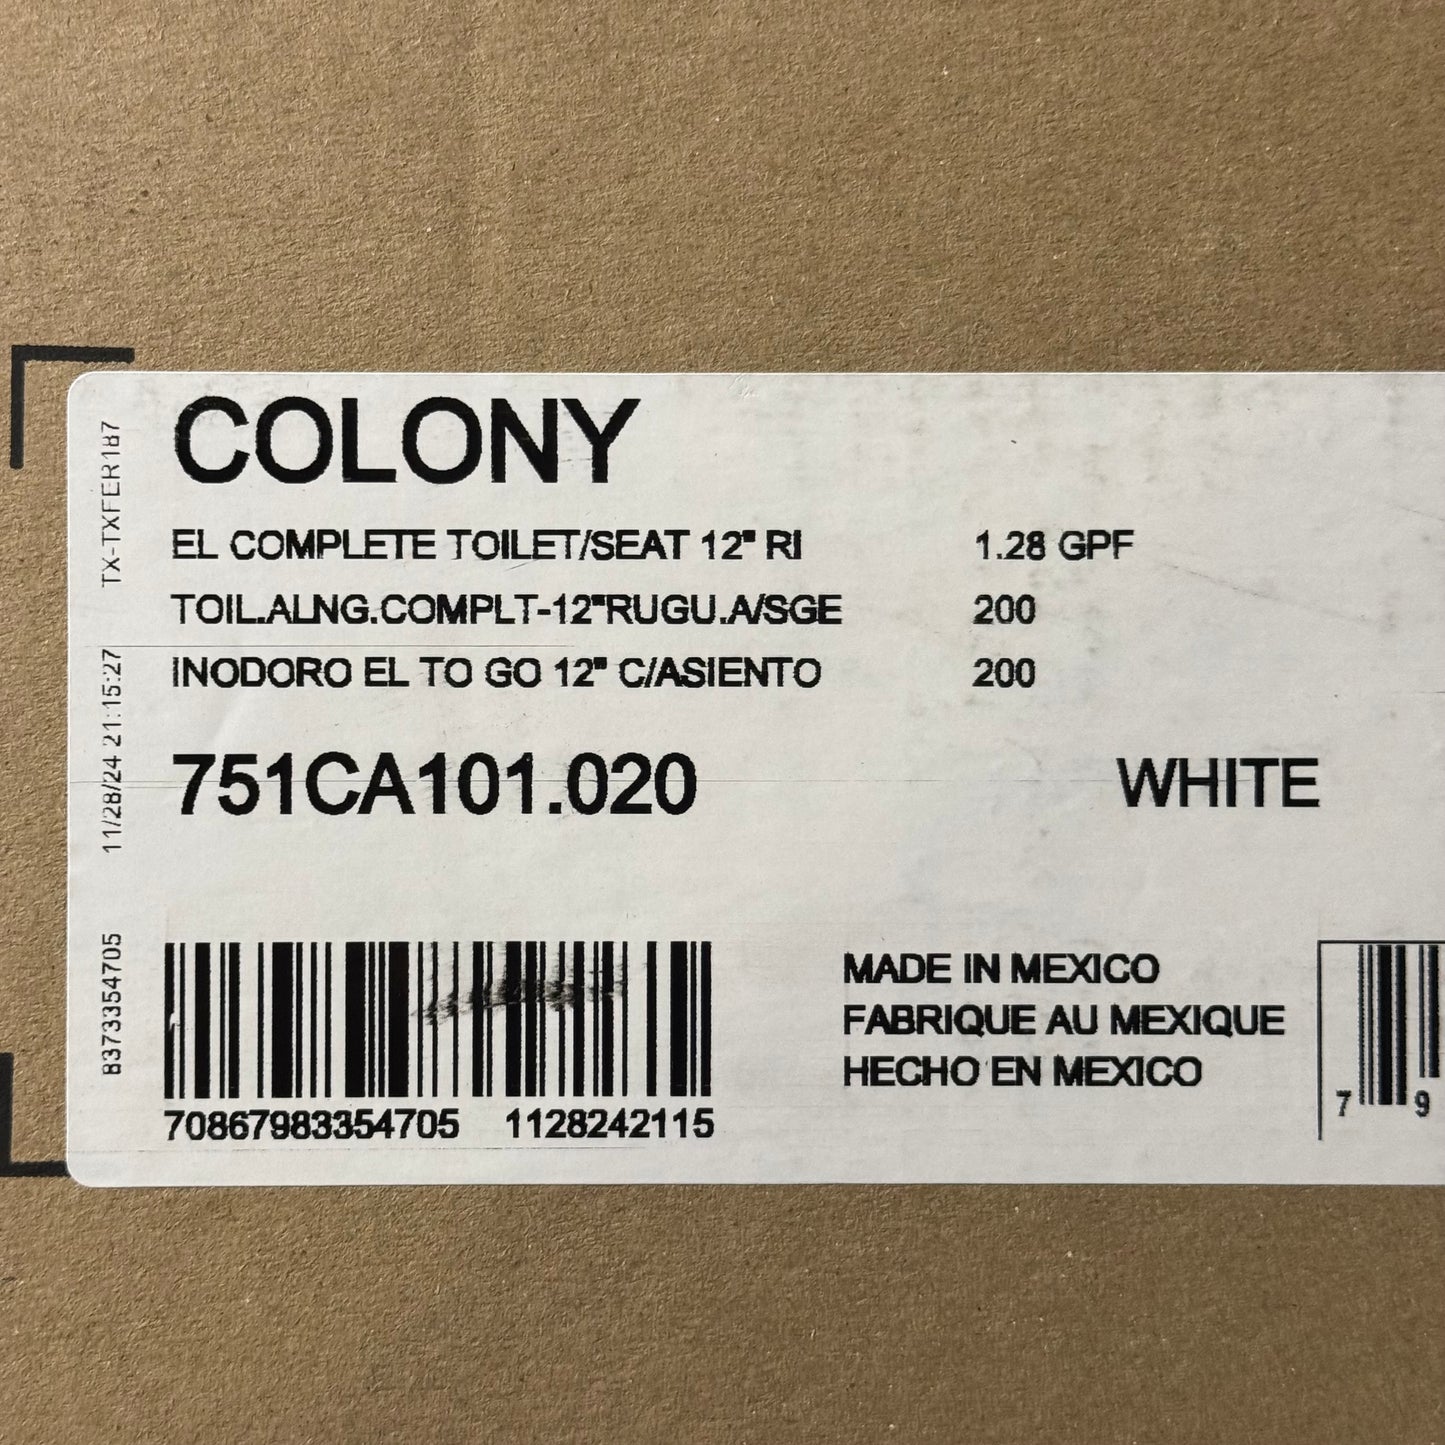 COLONY
EL COMPLETE TOILET/SEAT 12" RI 1.28 GPF
TOIL.ALNG.COMPLT-12"RUGU.A/SGE 200
INODORO EL TO GO 12" C/ASIENTO 200
751CA101.020 WHITE
MADE IN MEXICO
FABRIQUE AU MEXIQUE
HECHO EN MEXICO
70867983354705 1128242115
7 9
837335​4705 11/28/24 21:15:27 TX-TXFER187